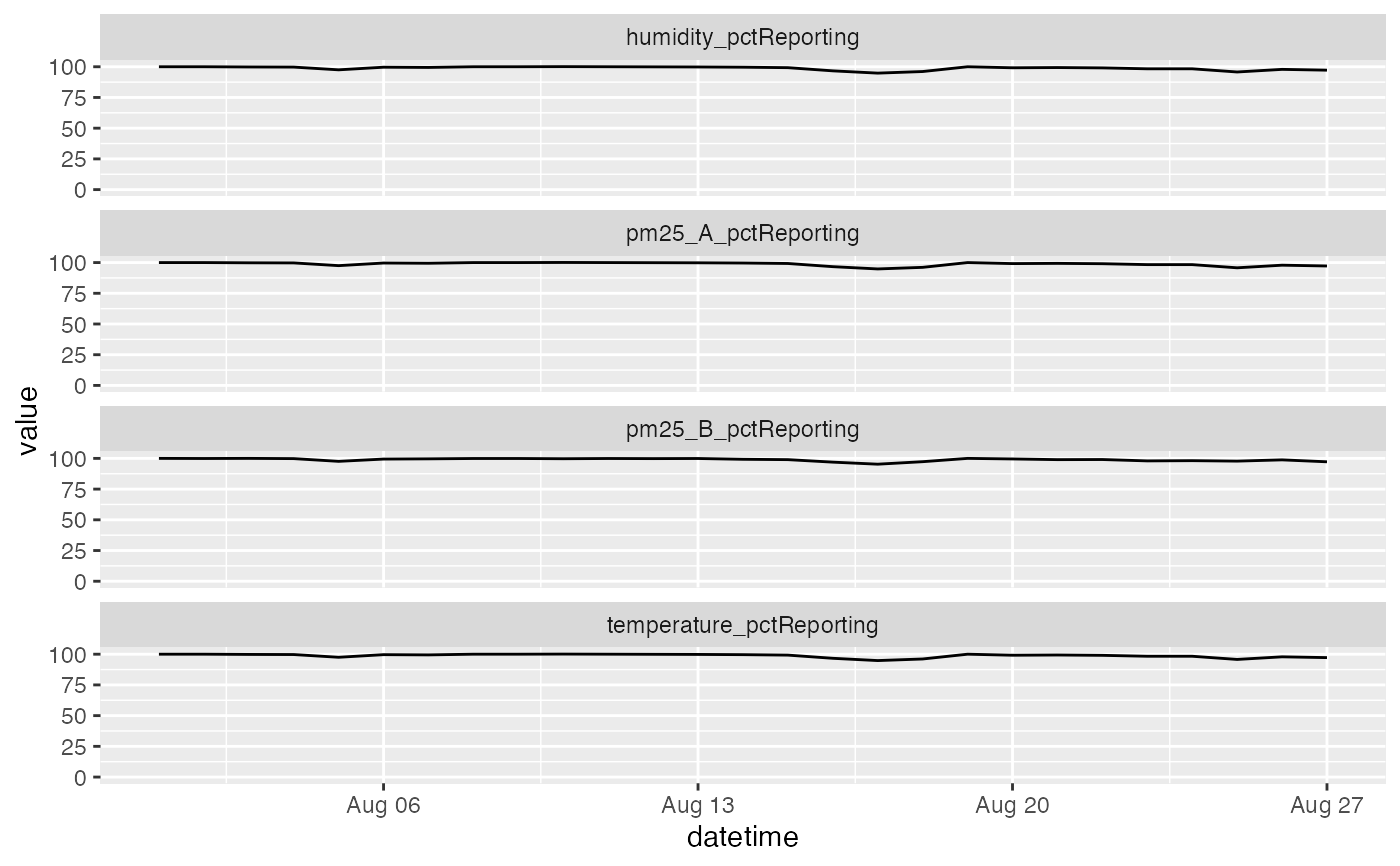 humidity_pctReporting
100
75
50
25
0
pm25_A_pctReporting
100
75
50
25
0
value
pm25_B_pctReporting
100
75
50
25
0
temperature_pctReporting
100
75
50
25
0
Aug 06 Aug 13 Aug 20 Aug 27
datetime